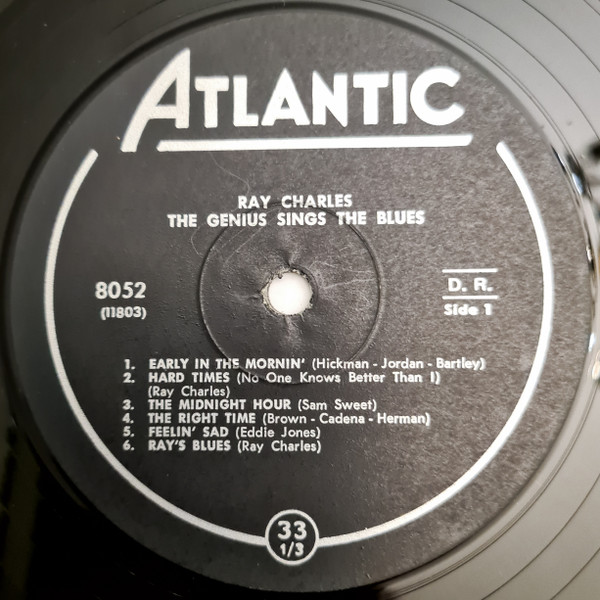 ATLANTIC
RAY CHARLES
THE GENIUS SINGS THE BLUES
8052
(11803)
D. R.
Side 1
1. EARLY IN THE MORNIN' (Hickman - Jordan - Bartley)
2. HARD TIMES (No One Knows Better Than I)
(Ray Charles)
3. THE MIDNIGHT HOUR (Sam Sweet)
4. THE RIGHT TIME (Brown - Cadena - Herman)
5. FEELIN' SAD (Eddie Jones)
6. RAY'S BLUES (Ray Charles)
33
1/3